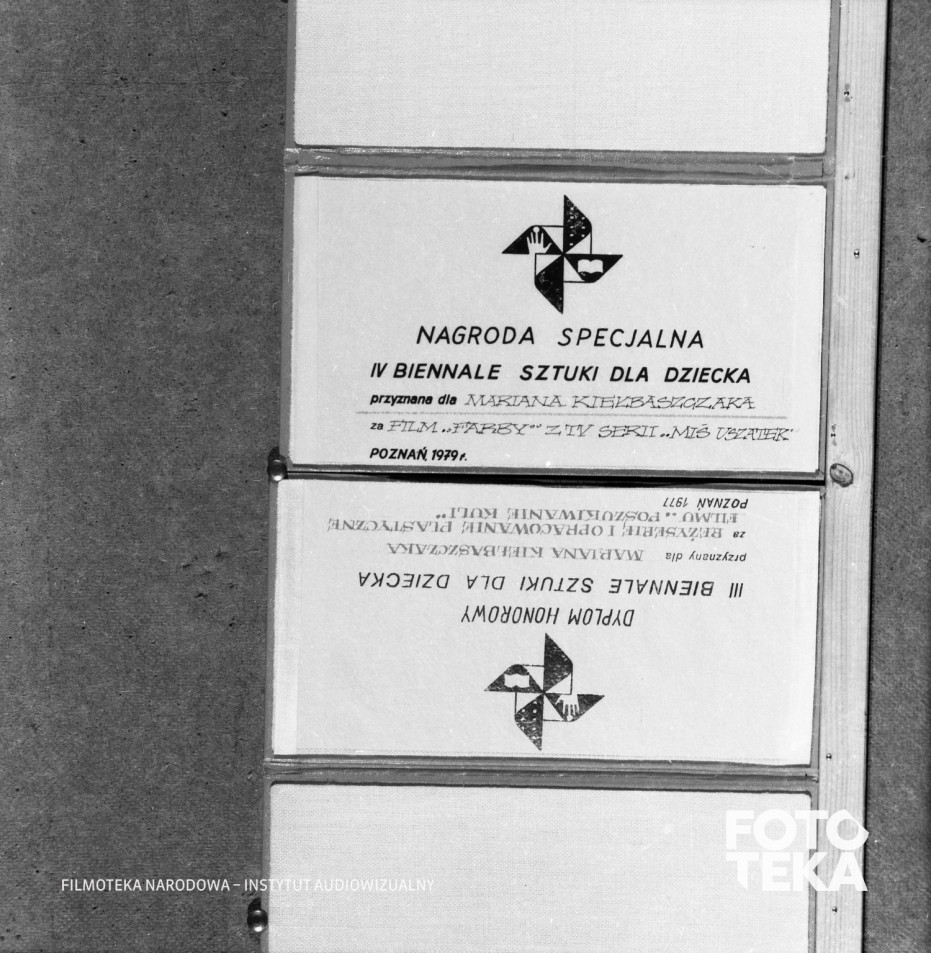 NAGRODA SPECJALNA
IV BIENNALE SZTUKI DLA DZIECKA
przyznana dla MARIANA KIEŁBASZCZAKA
za FILM „FARBY” Z TV SERII „MIŚ USZATEK”
POZNAŃ, 1979 r.
DYPLOM HONOROWY
III BIENNALE SZTUKI DLA DZIECKA
przyznany dla MARIANA KIEŁBASZCZAKA
za REŻYSERIĘ I OPRACOWANIE PLASTYCZNE
FILMU „POSZUKIWANIE KULI”
POZNAŃ 1977
FOTO
TEKA
FILMOTEKA NARODOWA – INSTYTUT AUDIOWIZUALNY